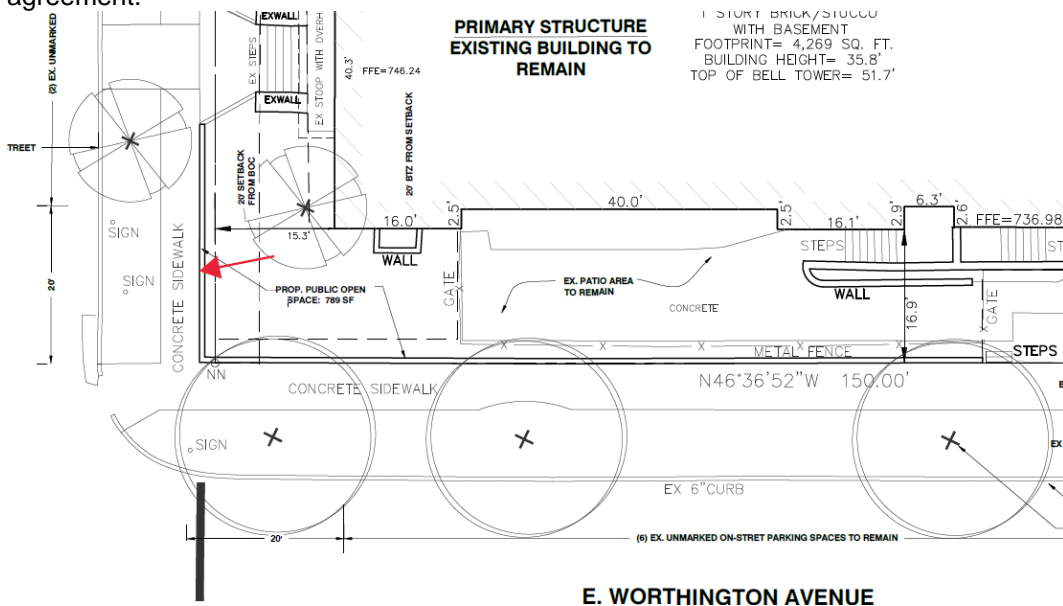 agreement.
PRIMARY STRUCTURE
EXISTING BUILDING TO
REMAIN
1 STORY BRICK/STUCCO
WITH BASEMENT
FOOTPRINT= 4,269 SQ. FT.
BUILDING HEIGHT= 35.8'
TOP OF BELL TOWER= 51.7'
(2) EX. UNMARKED
EX STEPS
EXWALL
EXWALL
EX STOOP WITH OVERH.
40.3'
FFE=746.24
TREET
20' SETBACK
FROM BOC
20' BTZ FROM SETBACK
15.3'
16.0'
2.5'
40.0'
2.5'
16.1'
2.9'
6.3'
2.6'
FFE=736.98
SIGN
SIGN
20'
CONCRETE SIDEWALK
WALL
PROP. PUBLIC OPEN
SPACE: 789 SF
GATE
EX. PATIO AREA
TO REMAIN
CONCRETE
STEPS
ST
WALL
16.9'
GATE
X
X
X
X
X
X
X
METAL FENCE
STEPS
NN
CONCRETE SIDEWALK
N46°36'52"W 150.00'
SIGN
EX
EX 6"CURB
20'
(6) EX. UNMARKED ON-STRET PARKING SPACES TO REMAIN
E. WORTHINGTON AVENUE